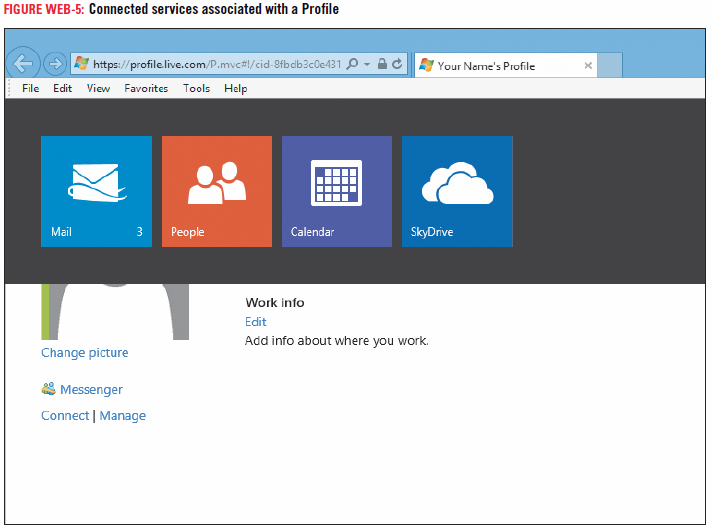 FIGURE WEB-5: Connected services associated with a Profile
https://profile.live.com/P.mvc#!/cid-8fbdb3c0e431
Your Name's Profile
File Edit View Favorites Tools Help
Mail 3 People Calendar SkyDrive
Work info
Edit
Add info about where you work.
Change picture
Messenger
Connect | Manage